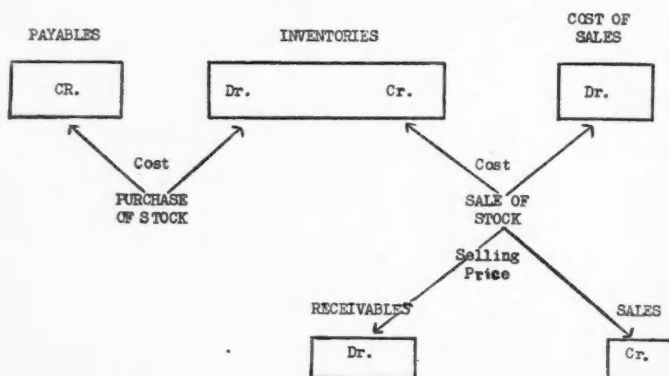 PAYABLES
INVENTORIES
COST OF
SALES
CR.
Dr.
Cr.
Dr.
Cost
Cost
PURCHASE
OF STOCK
SALE OF
STOCK
Selling
Price
RECEIVABLES
SALES
Dr.
Cr.